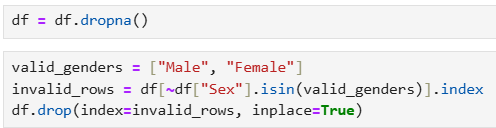 df = df.dropna()
valid_genders = ["Male", "Female"]
invalid_rows = df[~df["Sex"].isin(valid_genders)].index
df.drop(index=invalid_rows, inplace=True)